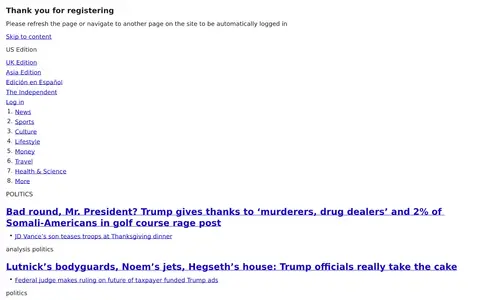 Thank you for registering
Please refresh the page or navigate to another page on the site to be automatically logged in
Skip to content
US Edition
UK Edition
Asia Edition
Edición en Español
The Independent
Log in
1. News
2. Sports
3. Culture
4. Lifestyle
5. Money
6. Travel
7. Health & Science
8. More
POLITICS
Bad round, Mr. President? Trump gives thanks to ‘murderers, drug dealers’ and 2% of
Somali-Americans in golf course rage post
• JD Vance’s son teases troops at Thanksgiving dinner
analysis politics
Lutnick’s bodyguards, Noem’s jets, Hegseth’s house: Trump officials really take the cake
• Federal judge makes ruling on future of taxpayer funded Trump ads
politics